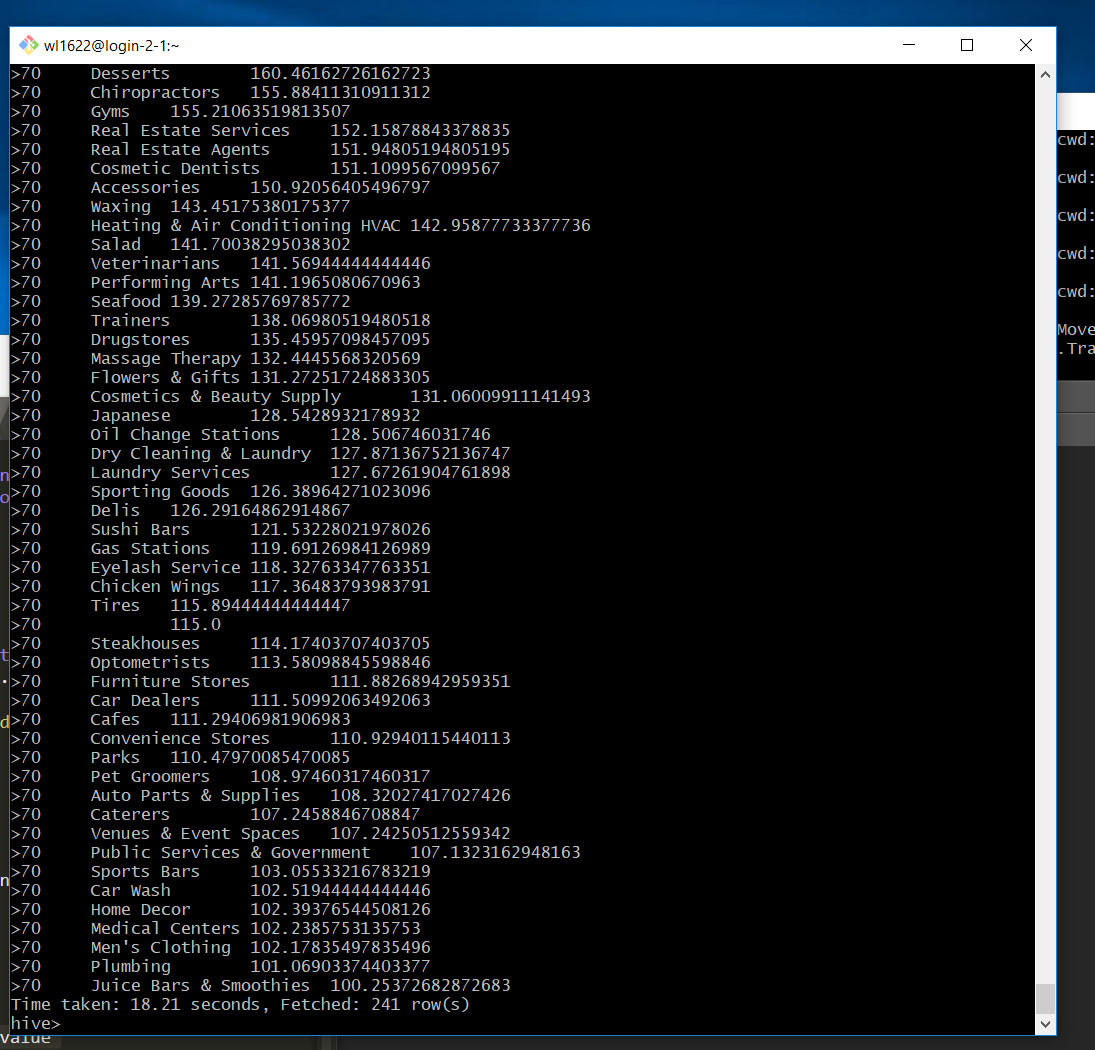 wl1622@login-2-1:~
>70 Desserts 160.46162726162723
>70 Chiropractors 155.88411310911312
>70 Gyms 155.21063519813507
>70 Real Estate Services 152.15878843378835
>70 Real Estate Agents 151.94805194805195
>70 Cosmetic Dentists 151.1099567099567
>70 Accessories 150.92056405496797
>70 Waxing 143.45175380175377
>70 Heating & Air Conditioning HVAC 142.95877733377736
>70 Salad 141.70038295038302
>70 Veterinarians 141.56944444444446
>70 Performing Arts 141.1965080670963
>70 Seafood 139.27285769785772
>70 Trainers 138.06980519480518
>70 Drugstores 135.45957098457095
>70 Massage Therapy 132.4445568320569
>70 Flowers & Gifts 131.27251724883305
>70 Cosmetics & Beauty Supply 131.06009911141493
>70 Japanese 128.5428932178932
>70 Oil Change Stations 128.506746031746
>70 Dry Cleaning & Laundry 127.87136752136747
>70 Laundry Services 127.67261904761898
>70 Sporting Goods 126.38964271023096
>70 Delis 126.29164862914867
>70 Sushi Bars 121.53228021978026
>70 Gas Stations 119.69126984126989
>70 Eyelash Service 118.32763347763351
>70 Chicken Wings 117.36483793983791
>70 Tires 115.89444444444447
>70 115.0
>70 Steakhouses 114.17403707403705
>70 Optometrists 113.58098845598846
>70 Furniture Stores 111.88268942959351
>70 Car Dealers 111.50992063492063
>70 Cafes 111.29406981906983
>70 Convenience Stores 110.92940115440113
>70 Parks 110.47970085470085
>70 Pet Groomers 108.97460317460317
>70 Auto Parts & Supplies 108.32027417027426
>70 Caterers 107.2458846708847
>70 Venues & Event Spaces 107.24250512559342
>70 Public Services & Government 107.1323162948163
>70 Sports Bars 103.05533216783219
>70 Car Wash 102.51944444444446
>70 Home Decor 102.39376544508126
>70 Medical Centers 102.2385753135753
>70 Men's Clothing 102.17835497835496
>70 Plumbing 101.06903374403377
>70 Juice Bars & Smoothies 100.25372682872683
Time taken: 18.21 seconds, Fetched: 241 row(s)
hive>
cwd:
cwd:
cwd:
cwd:
cwd:
Move
.Tra
value